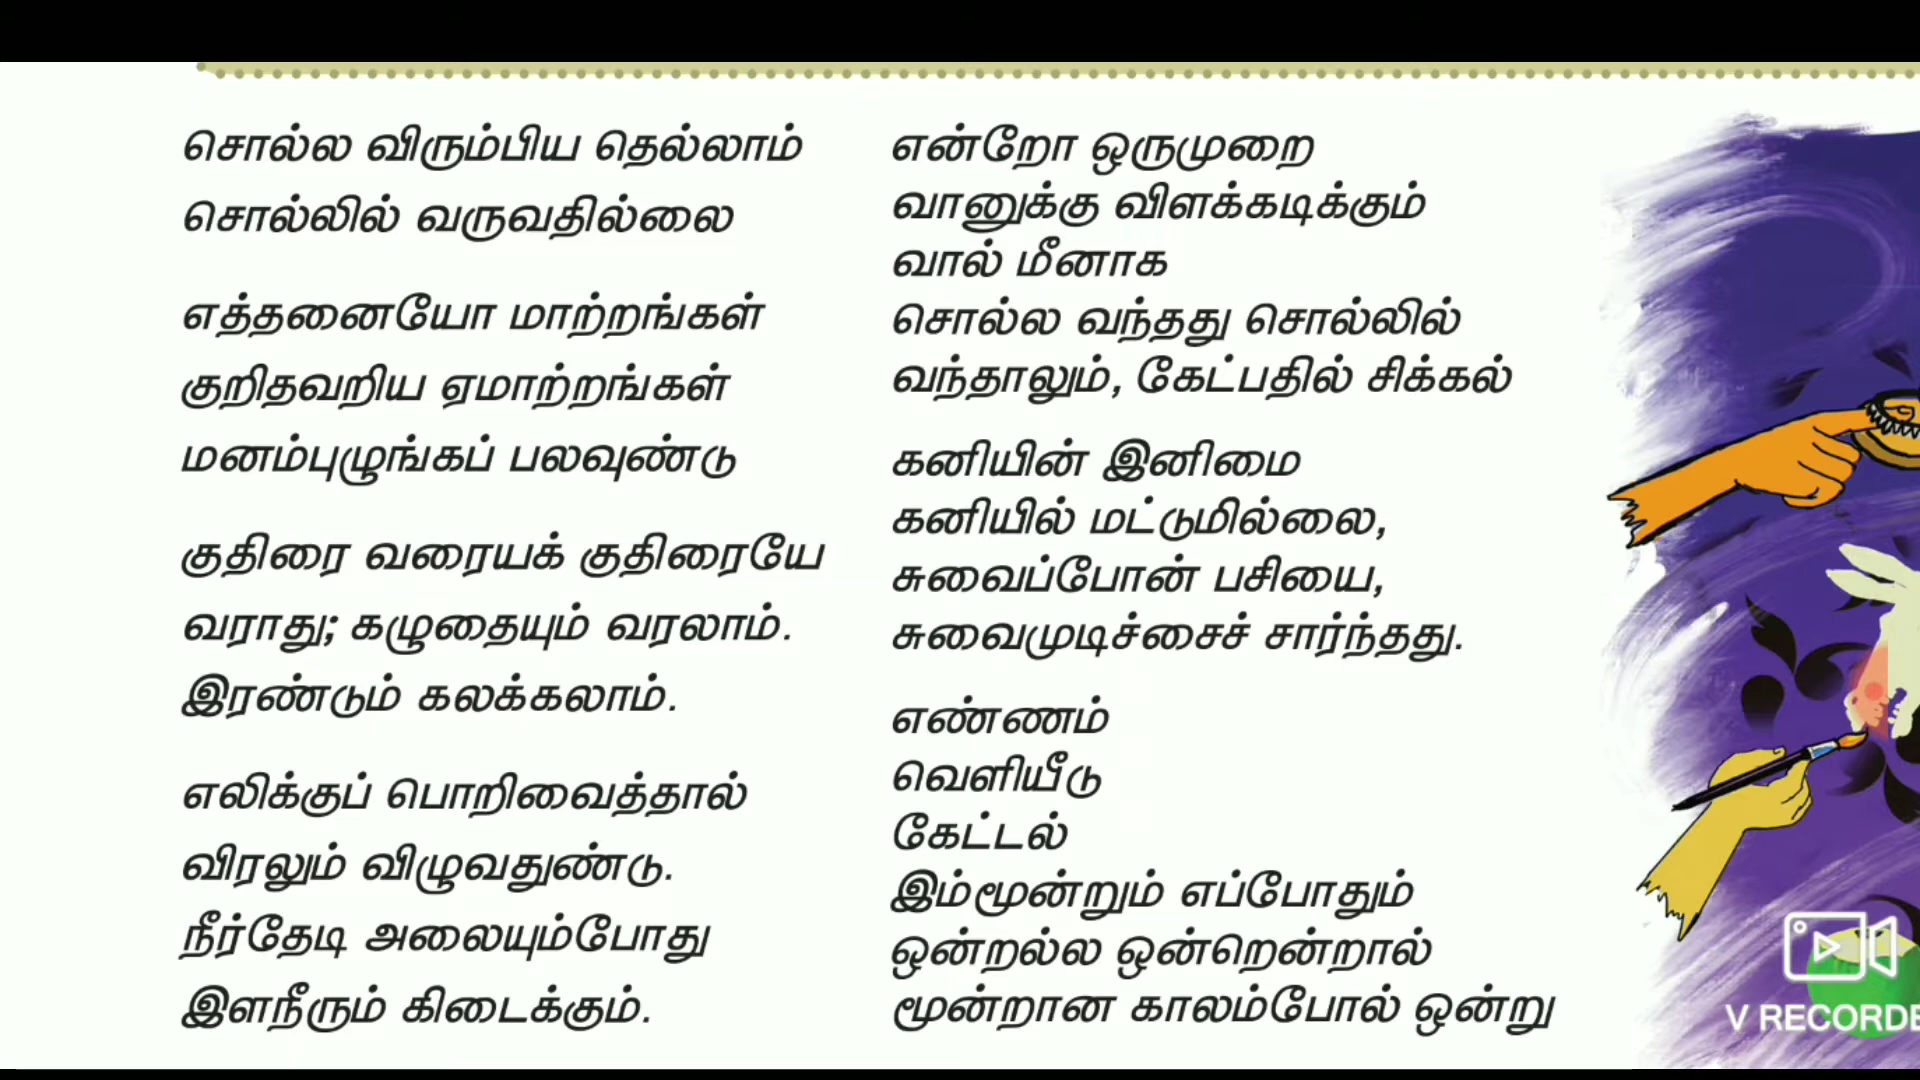 சொல்ல விரும்பிய தெல்லாம்
சொல்லில் வருவதில்லை
எத்தனையோ மாற்றங்கள்
குறிதவறிய ஏமாற்றங்கள்
மனம்புழுங்கப் பலவுண்டு
குதிரை வரையக் குதிரையே
வராது; கழுதையும் வரலாம்.
இரண்டும் கலக்கலாம்.
எலிக்குப் பொறிவைத்தால்
விரலும் விழுவதுண்டு.
நீர்தேடி அலையும்போது
இளநீரும் கிடைக்கும்.
என்றோ ஒருமுறை
வானுக்கு விளக்கடிக்கும்
வால் மீனாக
சொல்ல வந்தது சொல்லில்
வந்தாலும், கேட்பதில் சிக்கல்
கனியின் இனிமை
கனியில் மட்டுமில்லை,
சுவைப்போன் பசியை,
சுவைமுடிச்சைச் சார்ந்தது.
எண்ணம்
வெளியீடு
கேட்டல்
இம்மூன்றும் எப்போதும்
ஒன்றல்ல ஒன்றென்றால்
மூன்றான காலம்போல் ஒன்று
V RECORDE